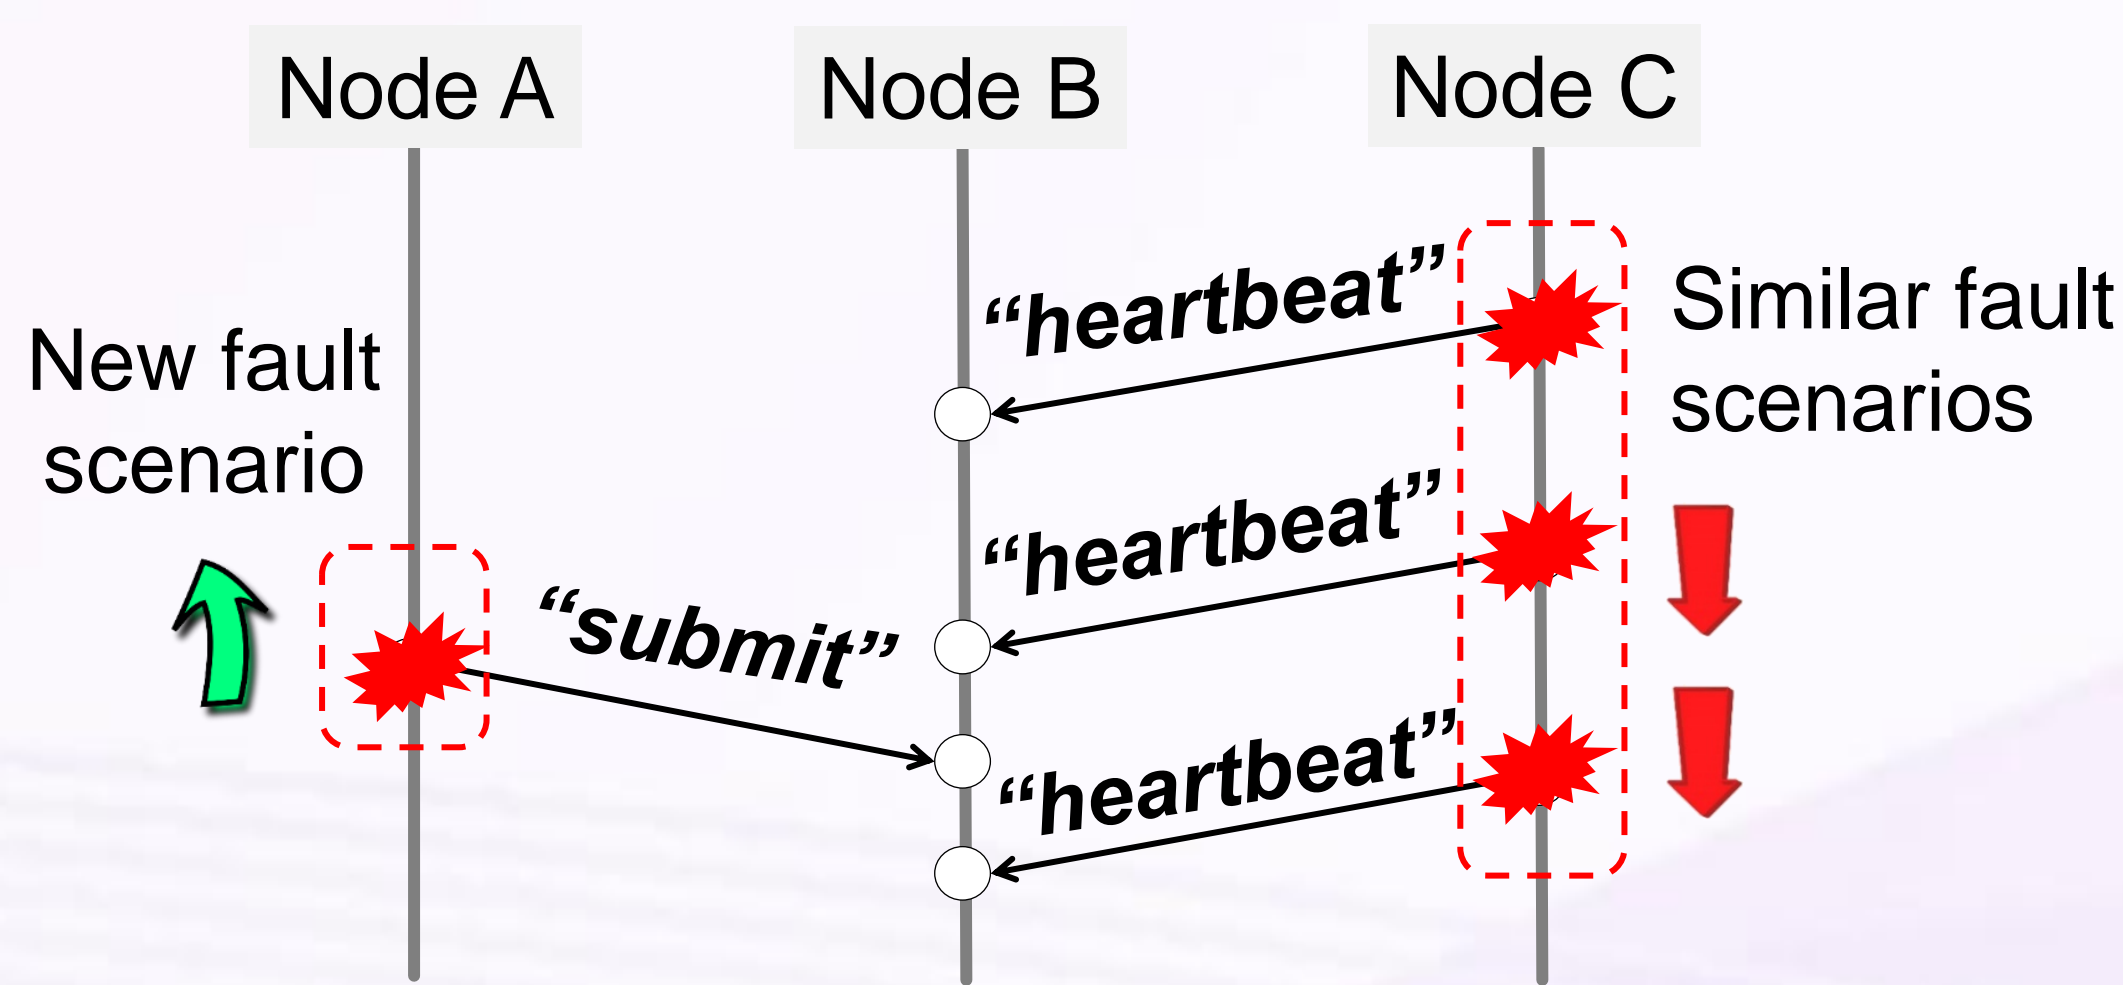 Node A
Node B
Node C
“heartbeat”
Similar fault
scenarios
New fault
scenario
“heartbeat”
“submit”
“heartbeat”